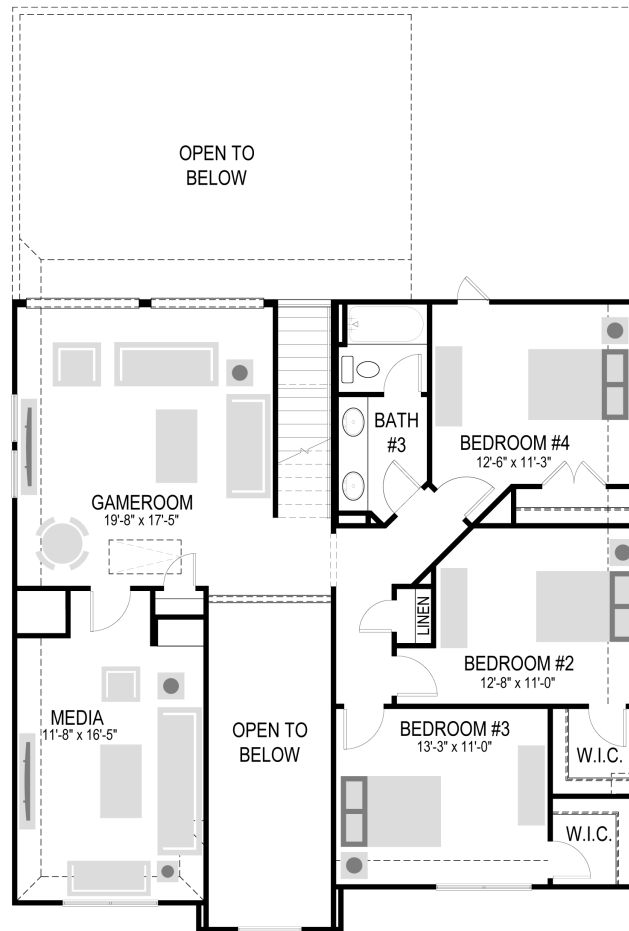 OPEN TO
BELOW
BATH
#3
BEDROOM #4
12'-6" x 11'-3"
GAMEROOM
19'-8" x 17'-5"
LINEN
BEDROOM #2
12'-8" x 11'-0"
MEDIA
11'-8" x 16'-5"
OPEN TO
BELOW
BEDROOM #3
13'-3" x 11'-0"
W.I.C.
W.I.C.